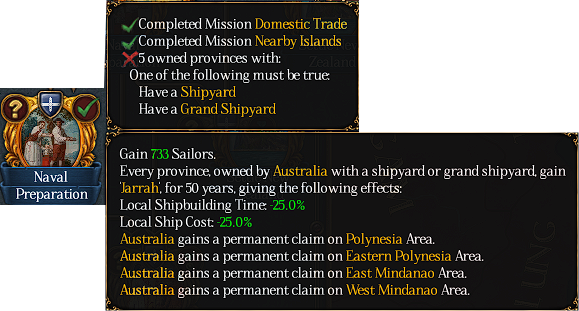 Completed Mission Domestic Trade
Completed Mission Nearby Islands
5 owned provinces with:
One of the following must be true:
Have a Shipyard
Have a Grand Shipyard
Naval
Preparation
Gain 733 Sailors.
Every province, owned by Australia with a shipyard or grand shipyard, gain
'Jarrah', for 50 years, giving the following effects:
Local Shipbuilding Time: -25.0%
Local Ship Cost: -25.0%
Australia gains a permanent claim on Polynesia Area.
Australia gains a permanent claim on Eastern Polynesia Area.
Australia gains a permanent claim on East Mindanao Area.
Australia gains a permanent claim on West Mindanao Area.